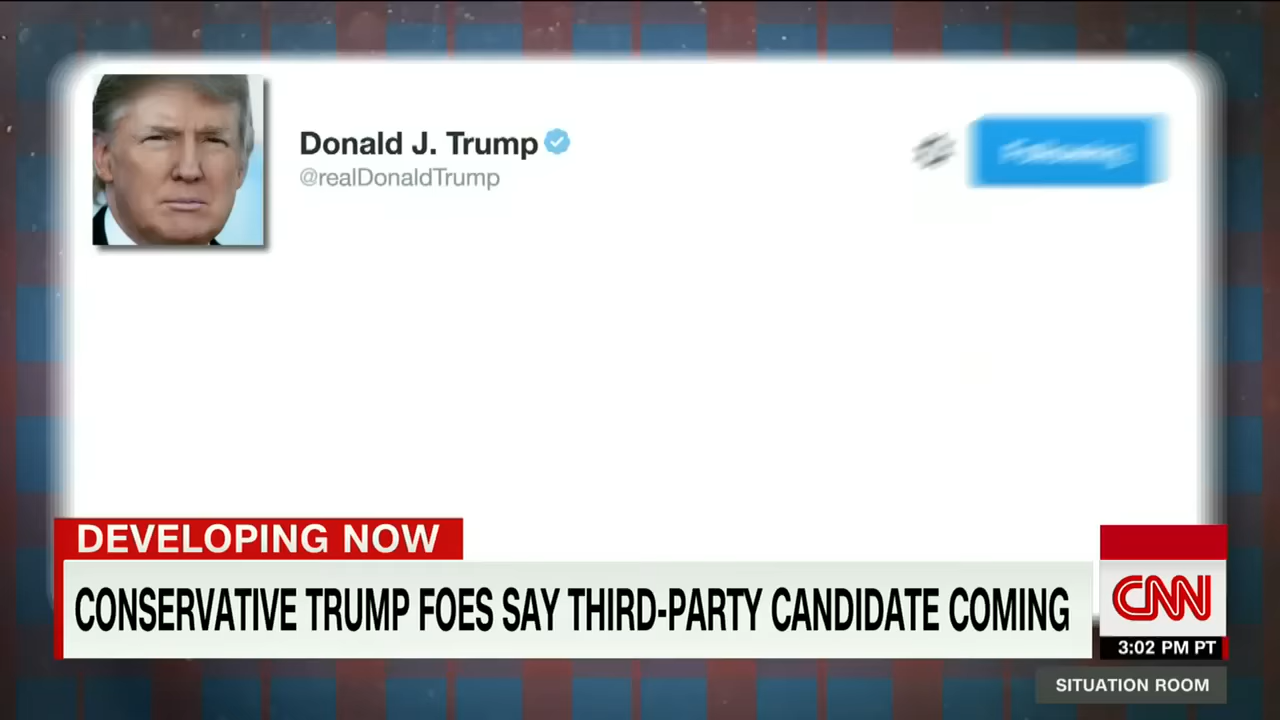 Donald J. Trump
@realDonaldTrump
DEVELOPING NOW
CONSERVATIVE TRUMP FOES SAY THIRD-PARTY CANDIDATE COMING
CNN
3:02 PM PT
SITUATION ROOM